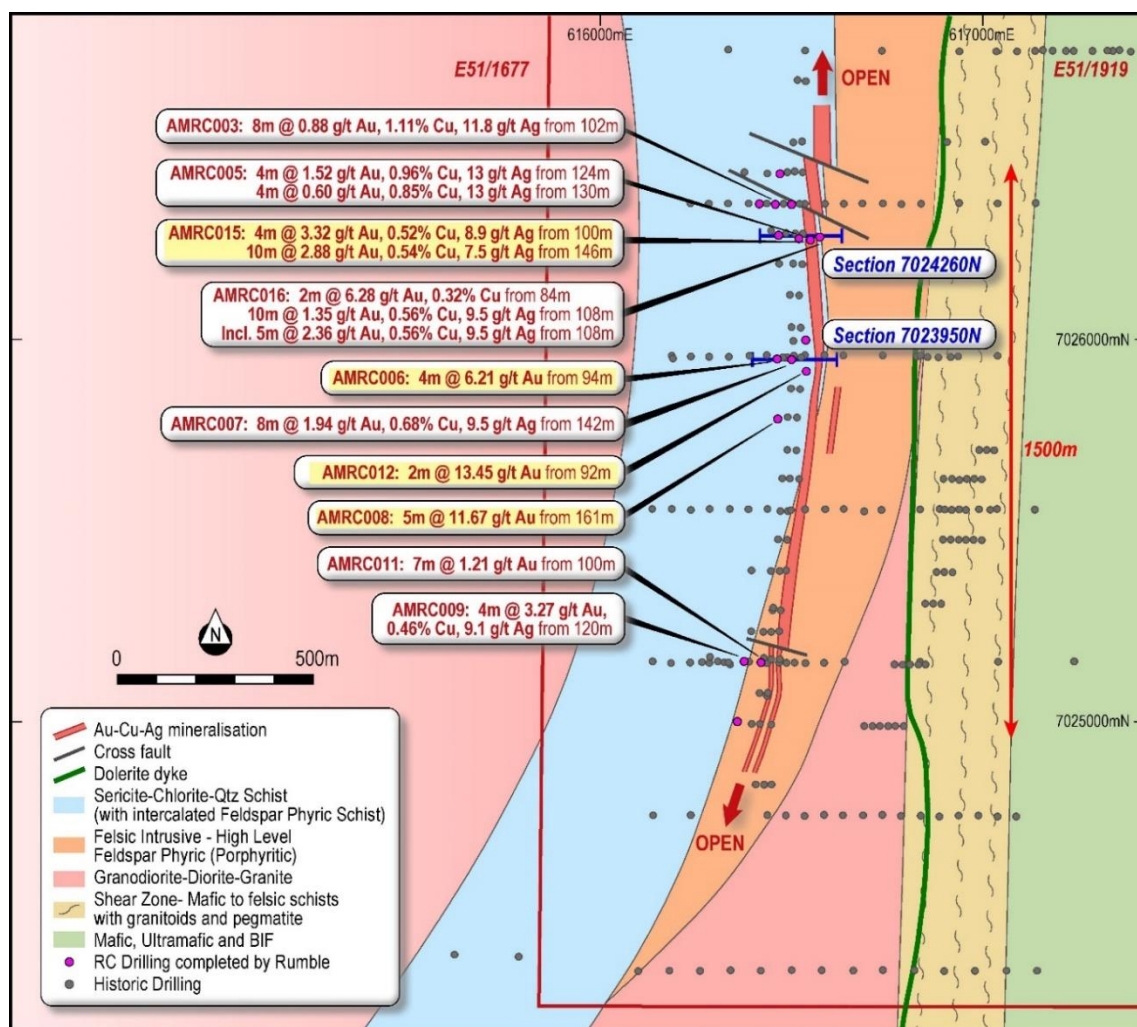 616000mE
617000mE
E51/1677
E51/1919
OPEN
AMRC003: 8m @ 0.88 g/t Au, 1.11% Cu, 11.8 g/t Ag from 102m
AMRC005: 4m @ 1.52 g/t Au, 0.96% Cu, 13 g/t Ag from 124m
4m @ 0.60 g/t Au, 0.85% Cu, 13 g/t Ag from 130m
AMRC015: 4m @ 3.32 g/t Au, 0.52% Cu, 8.9 g/t Ag from 100m
10m @ 2.88 g/t Au, 0.54% Cu, 7.5 g/t Ag from 146m
Section 7024260N
AMRC016: 2m @ 6.28 g/t Au, 0.32% Cu from 84m
10m @ 1.35 g/t Au, 0.56% Cu, 9.5 g/t Ag from 108m
Incl. 5m @ 2.36 g/t Au, 0.56% Cu, 9.5 g/t Ag from 108m
Section 7023950N
7026000mN
AMRC006: 4m @ 6.21 g/t Au from 94m
AMRC007: 8m @ 1.94 g/t Au, 0.68% Cu, 9.5 g/t Ag from 142m
1500m
AMRC012: 2m @ 13.45 g/t Au from 92m
AMRC008: 5m @ 11.67 g/t Au from 161m
AMRC011: 7m @ 1.21 g/t Au from 100m
AMRC009: 4m @ 3.27 g/t Au,
0.46% Cu, 9.1 g/t Ag from 120m
N
0 500m
7025000mN
OPEN
Au-Cu-Ag mineralisation
Cross fault
Dolerite dyke
Sericite-Chlorite-Qtz Schist
(with intercalated Feldspar Phyric Schist)
Felsic Intrusive - High Level
Feldspar Phyric (Porphyritic)
Granodiorite-Diorite-Granite
Shear Zone- Mafic to felsic schists
with granitoids and pegmatite
Mafic, Ultramafic and BIF
RC Drilling completed by Rumble
Historic Drilling